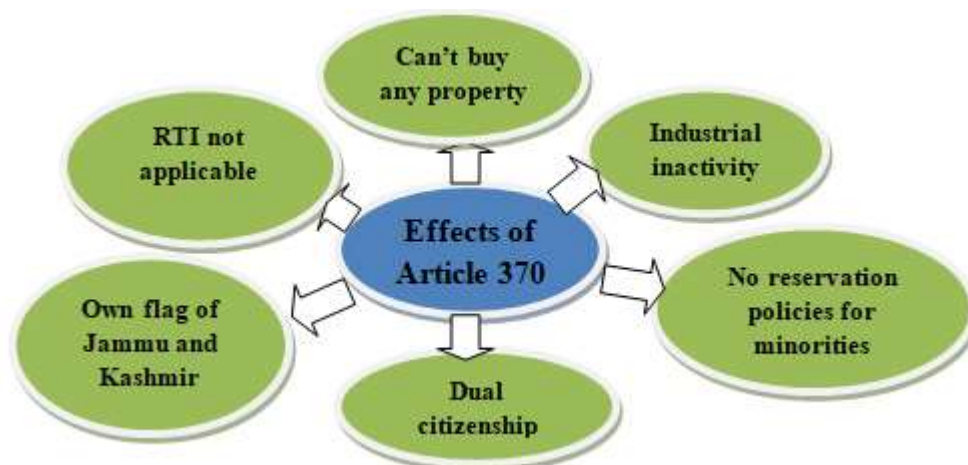 Can't buy
any property
RTI not
applicable
Industrial
inactivity
Effects of
Article 370
Own flag of
Jammu and
Kashmir
No reservation
policies for
minorities
Dual
citizenship